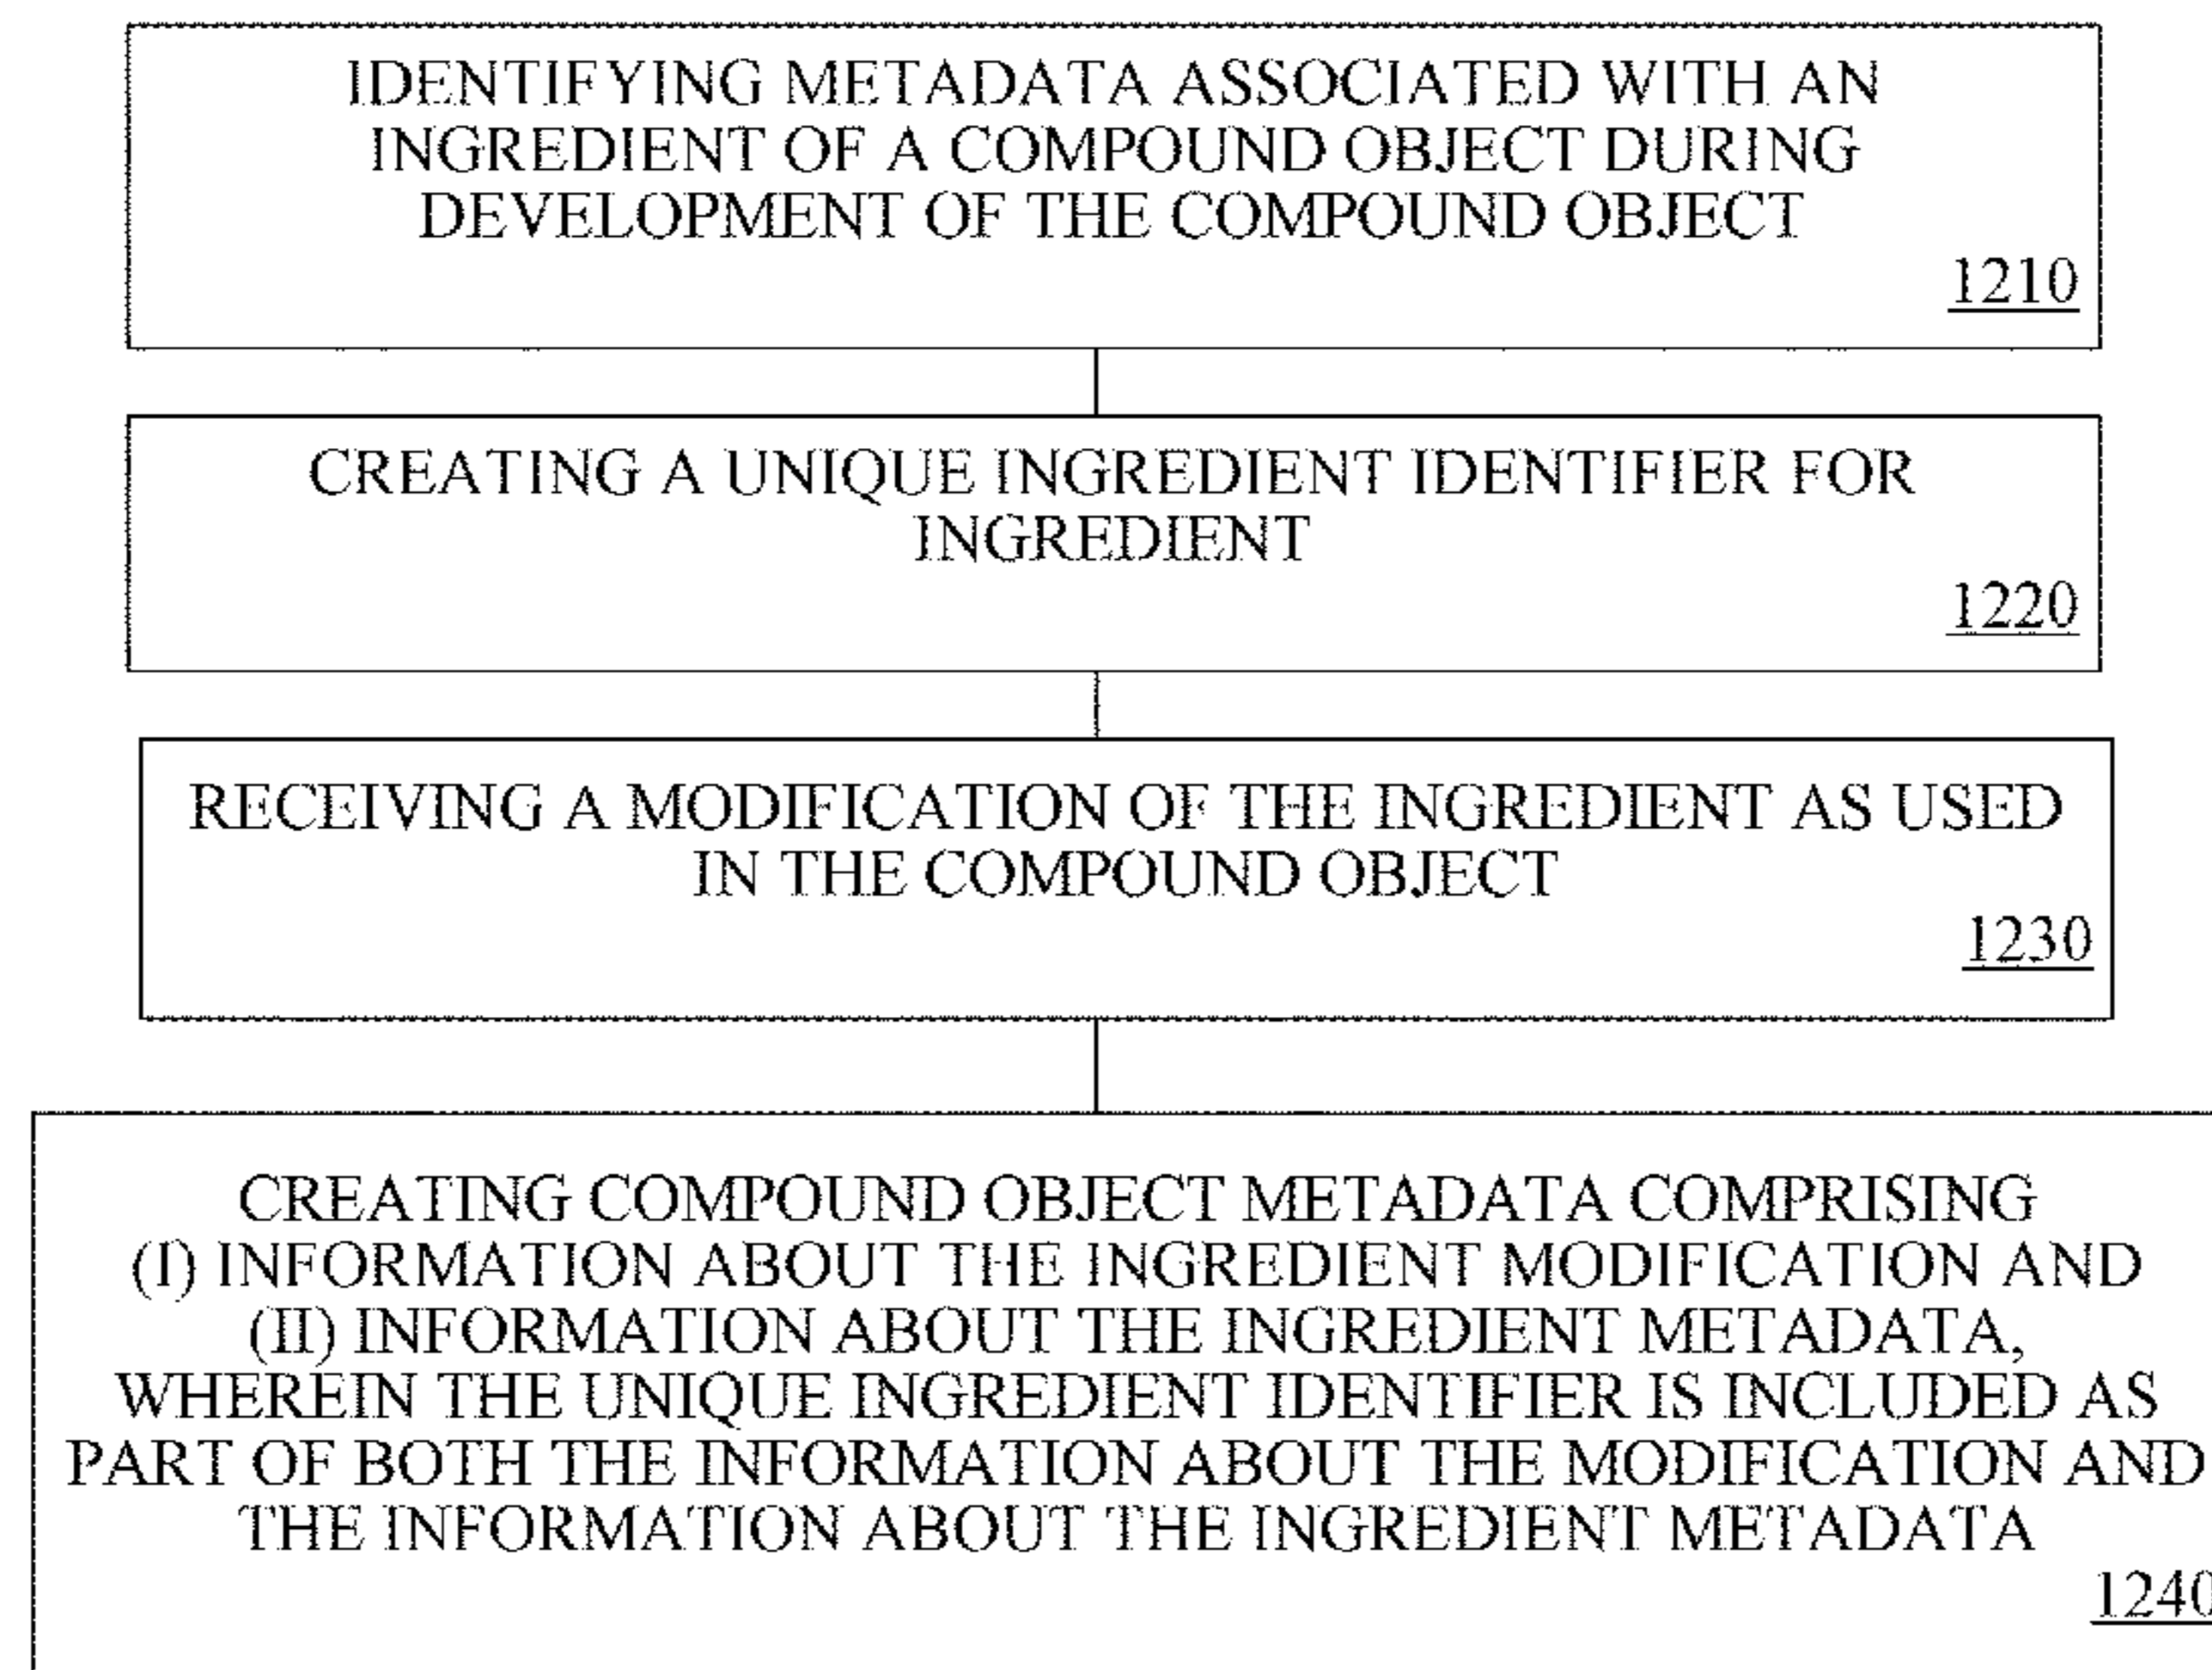 IDENTIFYING METADATA ASSOCIATED WITH AN
INGREDIENT OF A COMPOUND OBJECT DURING
DEVELOPMENT OF THE COMPOUND OBJECT
1210
CREATING A UNIQUE INGREDIENT IDENTIFIER FOR
INGREDIENT
1220
RECEIVING A MODIFICATION OF THE INGREDIENT AS USED
IN THE COMPOUND OBJECT
1230
CREATING COMPOUND OBJECT METADATA COMPRISING
(I) INFORMATION ABOUT THE INGREDIENT MODIFICATION AND
(II) INFORMATION ABOUT THE INGREDIENT METADATA,
WHEREIN THE UNIQUE INGREDIENT IDENTIFIER IS INCLUDED AS
PART OF BOTH THE INFORMATION ABOUT THE MODIFICATION AND
THE INFORMATION ABOUT THE INGREDIENT METADATA
1240